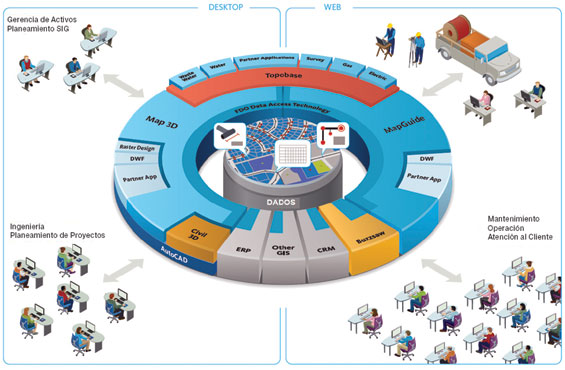 DESKTOP
WEB
Gerencia de Activos
Planeamiento SIG
Waste Water
Water
Partner Applications
Survey
Gas
Electric
Topobase
FDO Data Access Technology
Map 3D
MapGuide
Raster Design
DWF
Partner App
DWF
Partner App
DADOS
Civil 3D
AutoCAD
ERP
Other GIS
CRM
Buzzsaw
Ingenieria
Planeamiento de Proyectos
Mantenimiento
Operación
Atención al Cliente